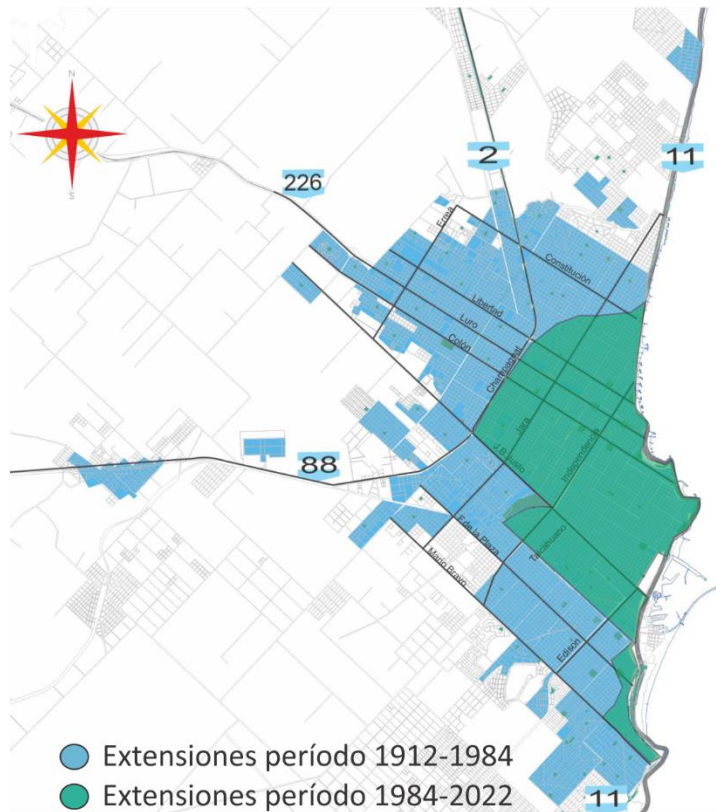 N
S
226
2
11
Errea
Constitución
Libertad
Luro
Colón
Champagnat
Jara
J.B.Justo
Independencia
88
F.de la Plaza
Talcahuano
Mario Bravo
Edison
Extensiones período 1912-1984
Extensiones período 1984-2022
11